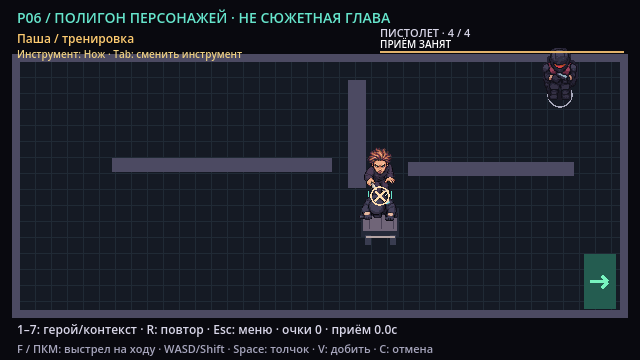 P06 / ПОЛИГОН ПЕРСОНАЖЕЙ · НЕ СЮЖЕТНАЯ ГЛАВА
Паша / тренировка
Инструмент: Нож · Tab: сменить инструмент
ПИСТОЛЕТ · 4 / 4
ПРИЁМ ЗАНЯТ
1–7: герой/контекст · R: повтор · Esc: меню · очки 0 · приём 0.0с
F / ПКМ: выстрел на ходу · WASD/Shift · Space: толчок · V: добить · C: отмена